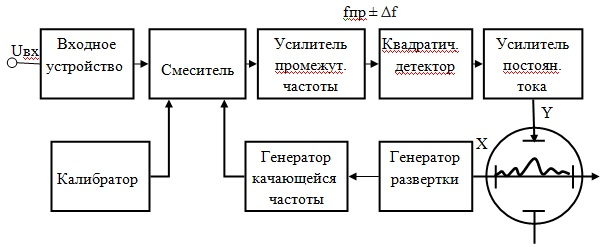 fпр ± Δf
Uвх
Входное
устройство
Смеситель
Усилитель
промежут.
частоты
Квадратич.
детектор
Усилитель
постоян.
тока
Y
X
Калибратор
Генератор
качающейся
частоты
Генератор
развертки